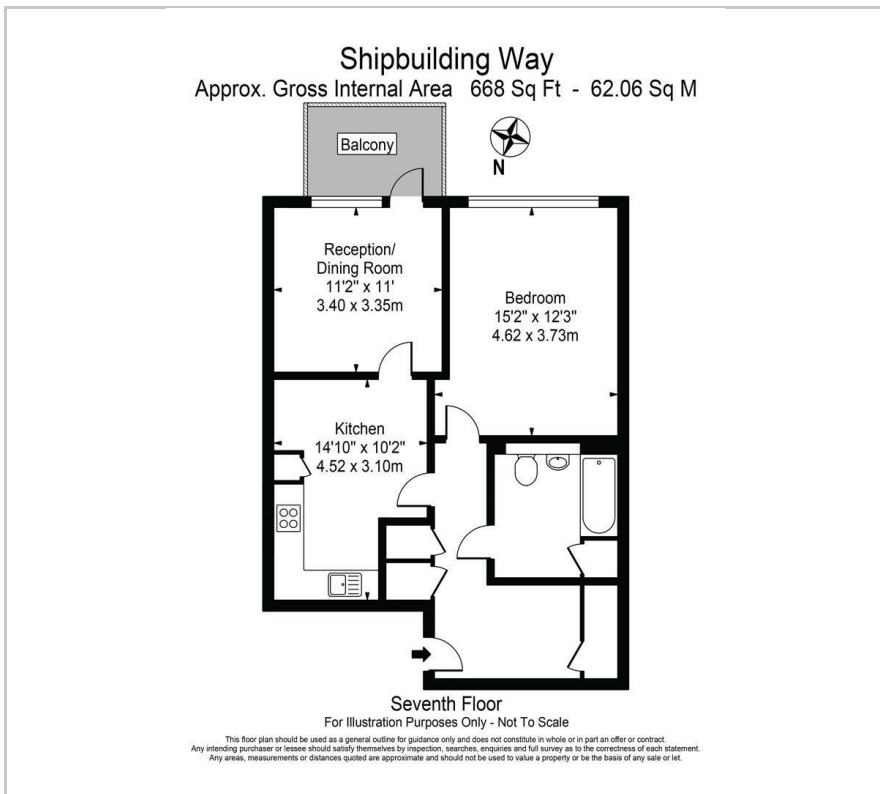 Shipbuilding Way
Approx. Gross Internal Area 668 Sq Ft - 62.06 Sq M
Balcony
N
Reception/
Dining Room
11'2" x 11'
3.40 x 3.35m
Bedroom
15'2" x 12'3"
4.62 x 3.73m
Kitchen
14'10" x 10'2"
4.52 x 3.10m
Seventh Floor
For Illustration Purposes Only - Not To Scale
This floor plan should be used as a general outline for guidance only and does not constitute in whole or in part an offer or contract.
Any intending purchaser or lessee should satisfy themselves by inspection, searches, enquiries and full survey as to the correctness of each statement.
Any areas, measurements or distances quoted are approximate and should not be used to value a property or be the basis of any sale or let.